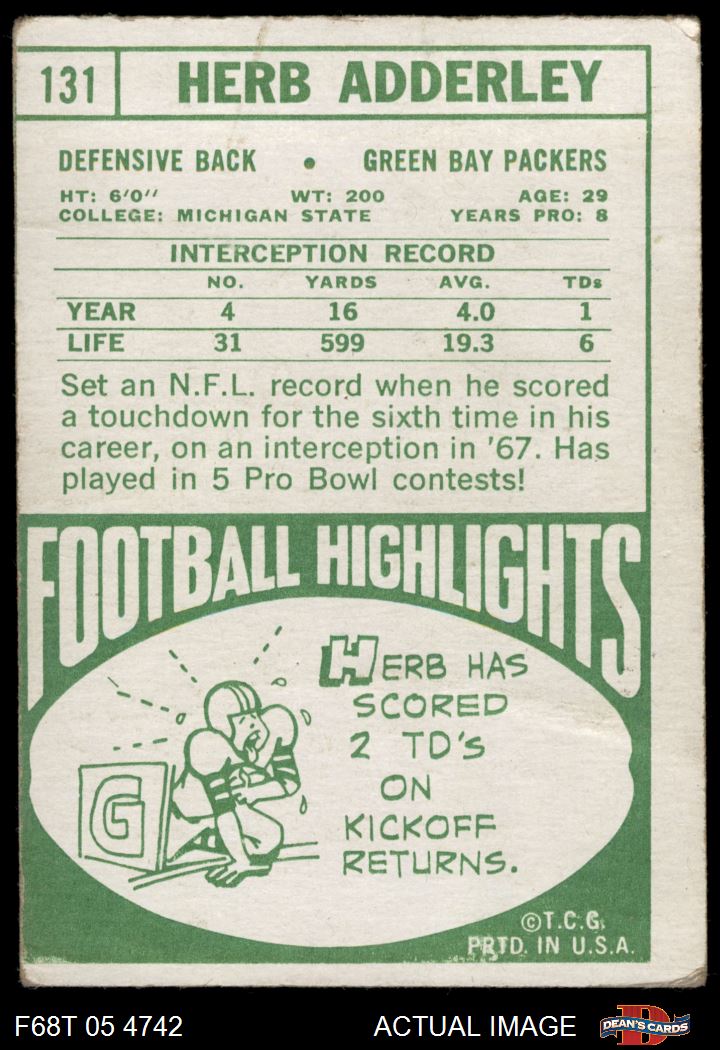 131 HERB ADDERLEY
DEFENSIVE BACK • GREEN BAY PACKERS
HT: 6'0'' WT: 200 AGE: 29
COLLEGE: MICHIGAN STATE YEARS PRO: 8
INTERCEPTION RECORD
NO. YARDS AVG. TDs
YEAR 4 16 4.0 1
LIFE 31 599 19.3 6
Set an N.F.L. record when he scored
a touchdown for the sixth time in his
career, on an interception in '67. Has
played in 5 Pro Bowl contests!
FOOTBALL HIGHLIGHTS
HERB HAS
SCORED
2 TD'S
ON
KICKOFF
RETURNS.
G
©T.C.G.
PRTD. IN U.S.A.
F68T 05 4742 ACTUAL IMAGE D DEAN'S CARDS